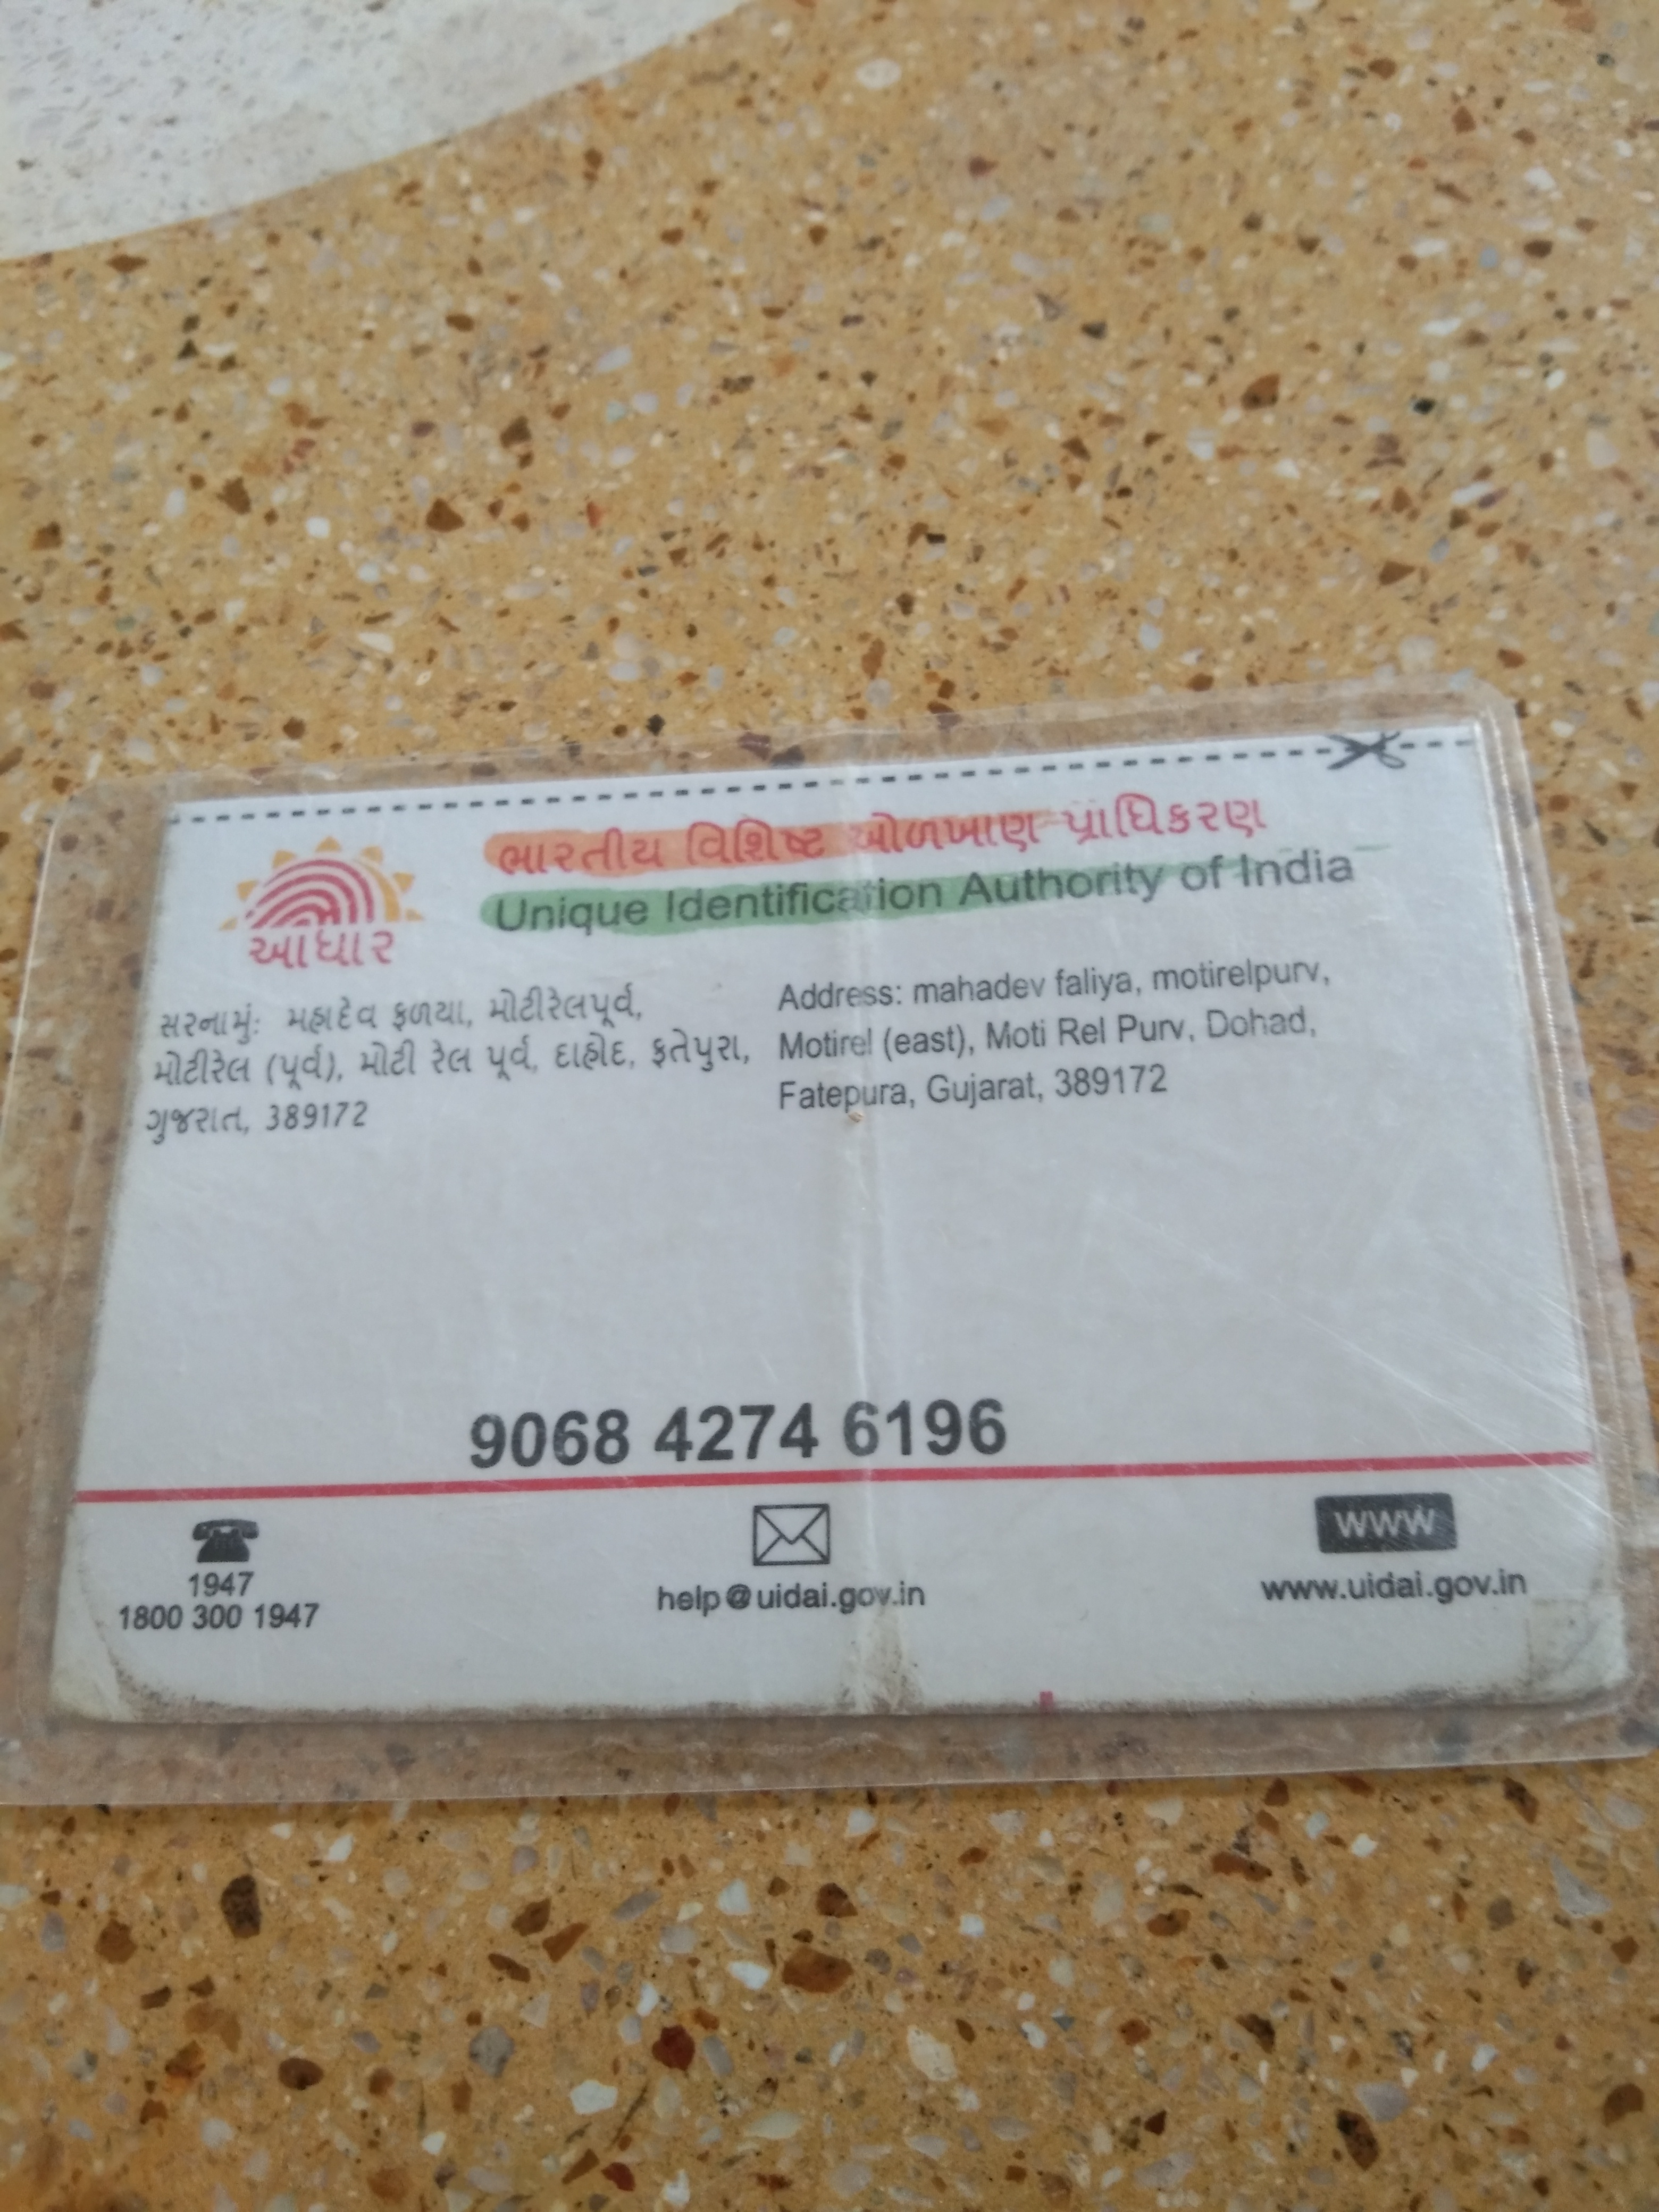 ભારતીય વિશિષ્ટ ઓળખાણ પ્રાધિકરણ
Unique Identification Authority of India
આધાર
સરનામું: મહાદેવ ફળયા, મોટીરેલપૂર્વ,
મોટીરેલ (પૂર્વ), મોટી રેલ પૂર્વ, દાહોદ, ફતેપુરા,
ગુજરાત, 389172
Address: mahadev faliya, motirelpurv,
Motirel (east), Moti Rel Purv, Dohad,
Fatepura, Gujarat, 389172
9068 4274 6196
1947
1800 300 1947
help@uidai.gov.in
www
www.uidai.gov.in